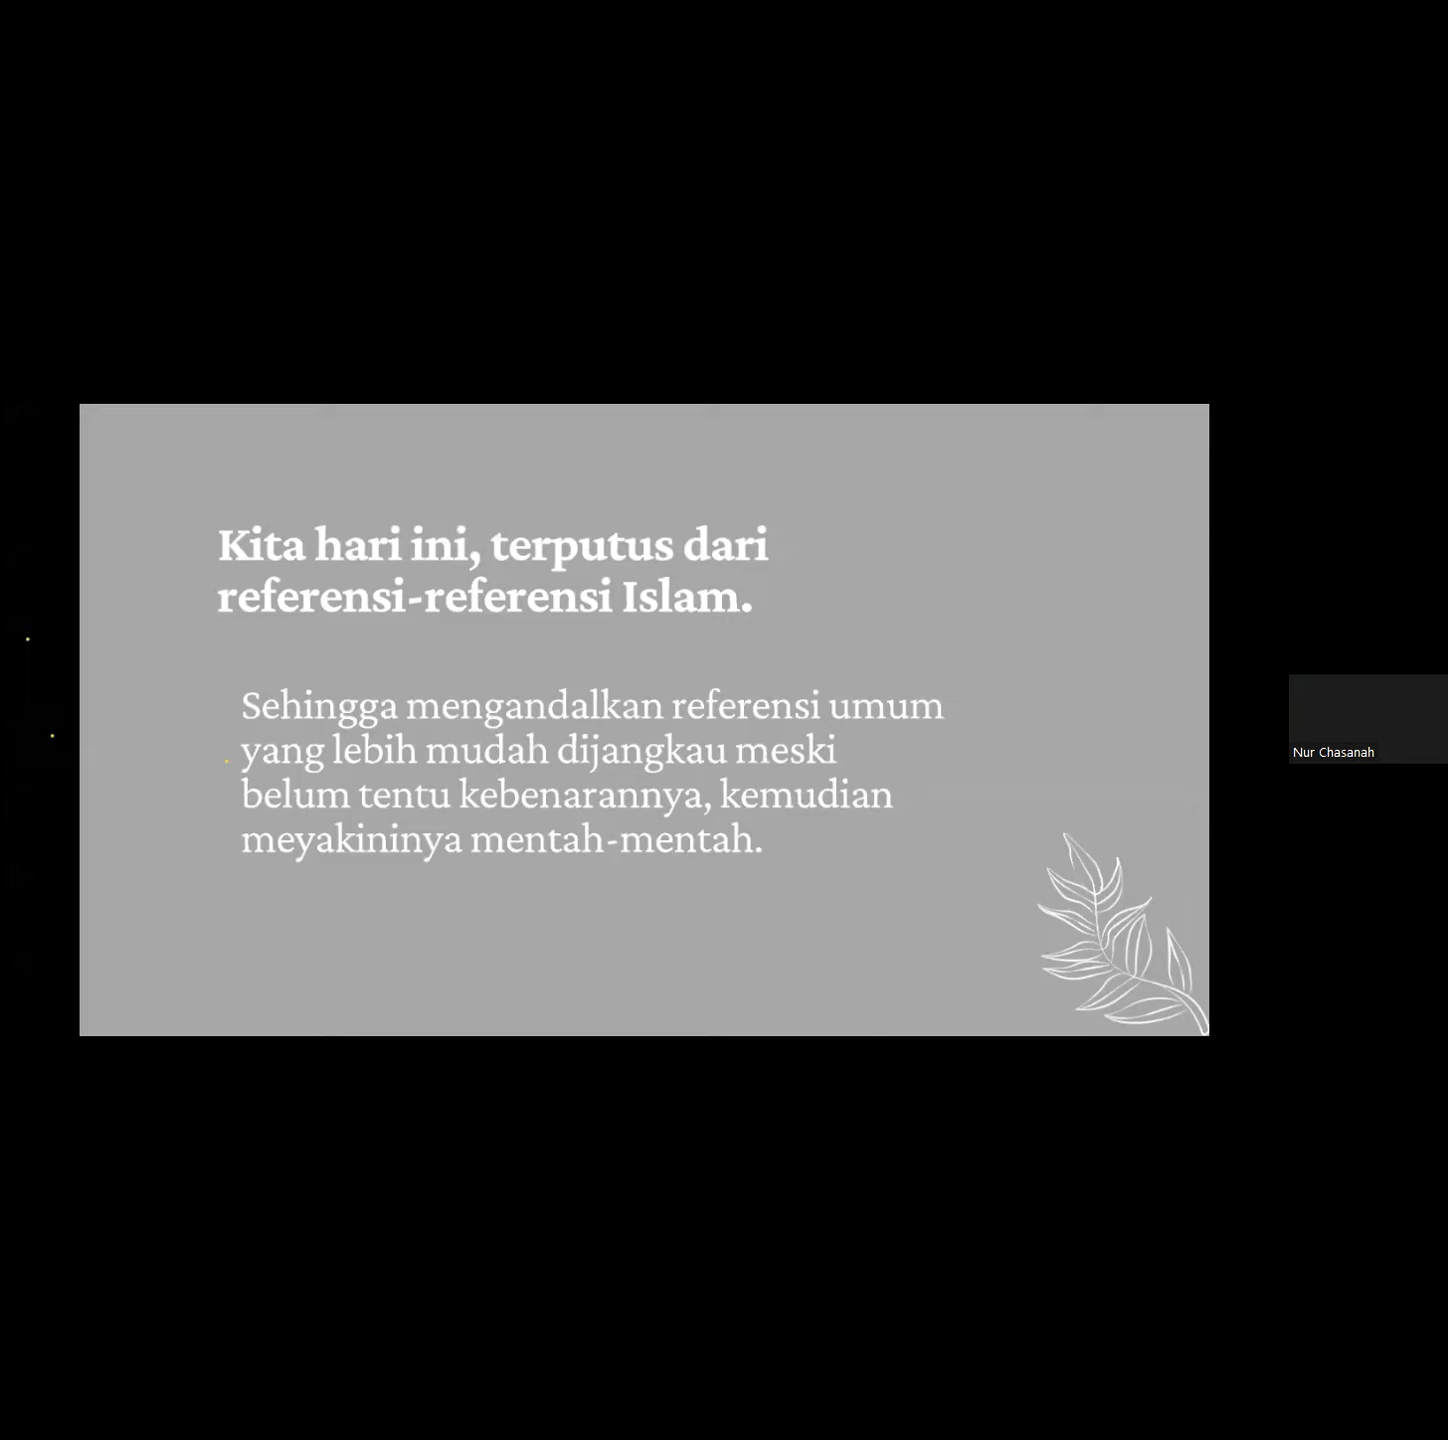 Kita hari ini, terputus dari
referensi-referensi Islam.
Sehingga mengandalkan referensi umum
yang lebih mudah dijangkau meski
belum tentu kebenarannya, kemudian
meyakininya mentah-mentah.
Nur Chasanah